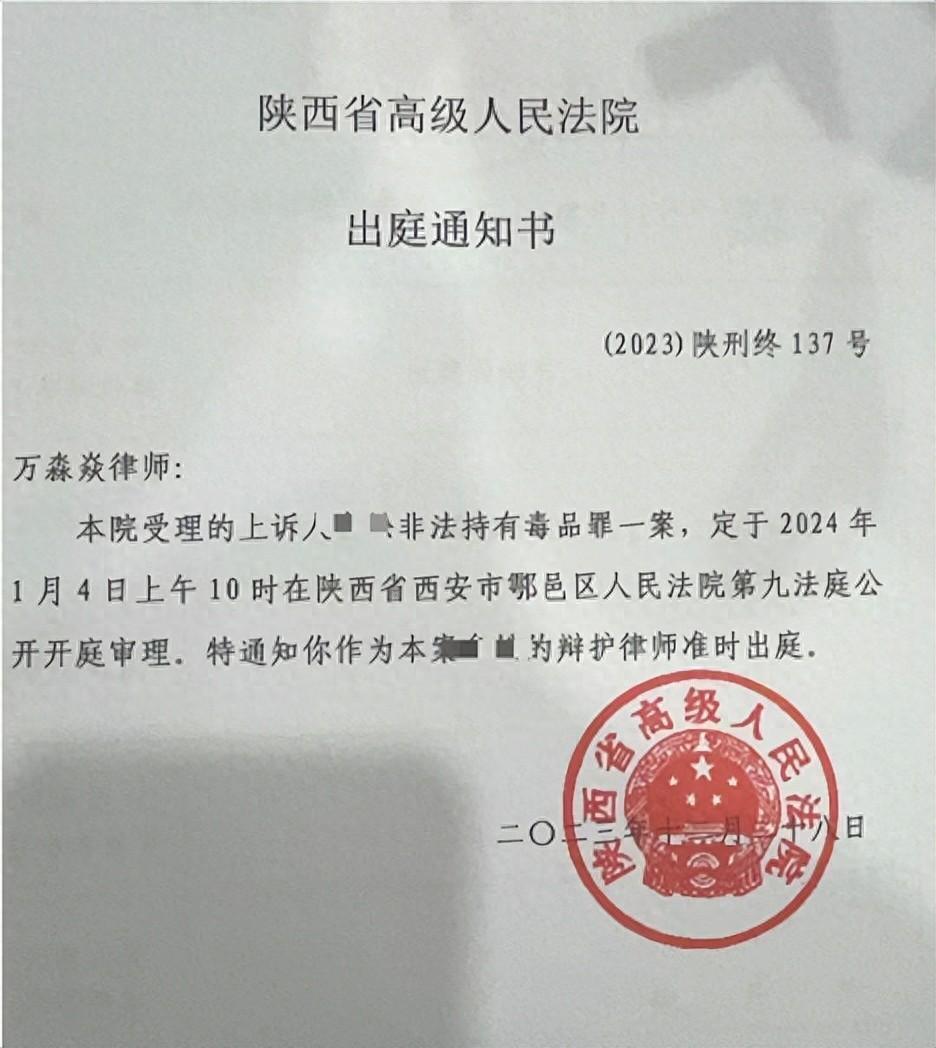 陕西省高级人民法院
出庭通知书
(2023)陕刑终 137 号
万淼焱律师:
本院受理的上诉人 非法持有毒品罪一案，定于 2024 年
1 月 4 日上午 10 时在陕西省西安市鄠邑区人民法院第九法庭公
开开庭审理。特通知你作为本案 的辩护律师准时出庭。
陕西省高级人民法院
二〇二三年十二月二十八日